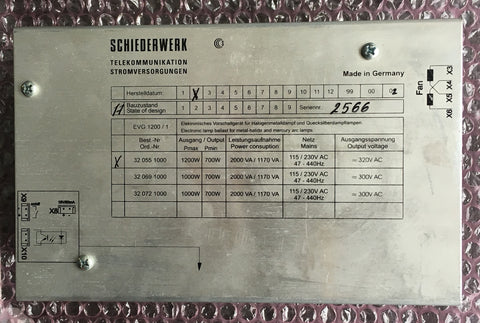 SCHIEDERWERK
TELEKOMMUNIKATION
STROMVERSORGUNGEN
Made in Germany
Herstelldatum: 1 X 3 4 5 6 7 8 9 10 11 12 99 00 02
H Bauzustand State of design 1 2 3 4 5 6 7 8 9 Seriennr.: 2566
EVG 1200 / 1 Elektronisches Vorschaltgerät für Halogenmetalldampf und Quecksilberdampflampen.
Electronic lamp ballast for metal-halide and mercury arc lamps.
Best.-Nr Ausgang / Output Leistungsaufnahme Netz Ausgangsspannung
Ord.-No. Pmax Pmin Power consuption Mains Output voltage
X 32 055 1000 1200W 700W 2000 VA / 1170 VA 115 / 230V AC 47 - 440Hz ≈ 320V AC
32 069 1000 1000W 700W 2000 VA / 1170 VA 115 / 230V AC 47 - 440Hz ≈ 300V AC
32 072 1000 1000W 700W 2000 VA / 1170 VA 115 / 230V AC 47 - 440Hz ≈ 300V AC
Fan
X3
X4
X5
X6
X9
X8
X10